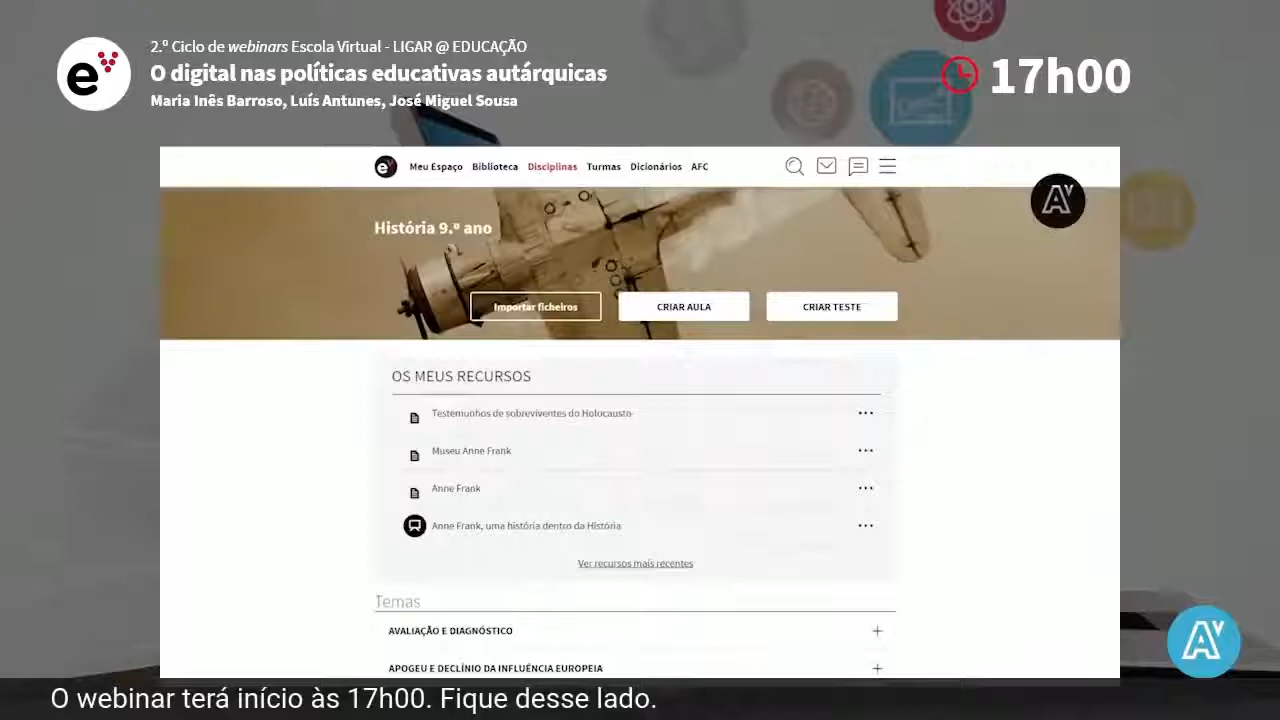 2.º Ciclo de webinars Escola Virtual - LIGAR @ EDUCAÇÃO
O digital nas políticas educativas autárquicas
Maria Inês Barroso, Luís Antunes, José Miguel Sousa
17h00
Meu Espaço Biblioteca Disciplinas Turmas Dicionários AFC
História 9.º ano
Importar ficheiros CRIAR AULA CRIAR TESTE
OS MEUS RECURSOS
Testemunhos de sobreviventes do Holocausto
Museu Anne Frank
Anne Frank
Anne Frank, uma história dentro da História
Ver recursos mais recentes
Temas
AVALIAÇÃO E DIAGNÓSTICO
APOGEU E DECLÍNIO DA INFLUÊNCIA EUROPEIA
O webinar terá início às 17h00. Fique desse lado.